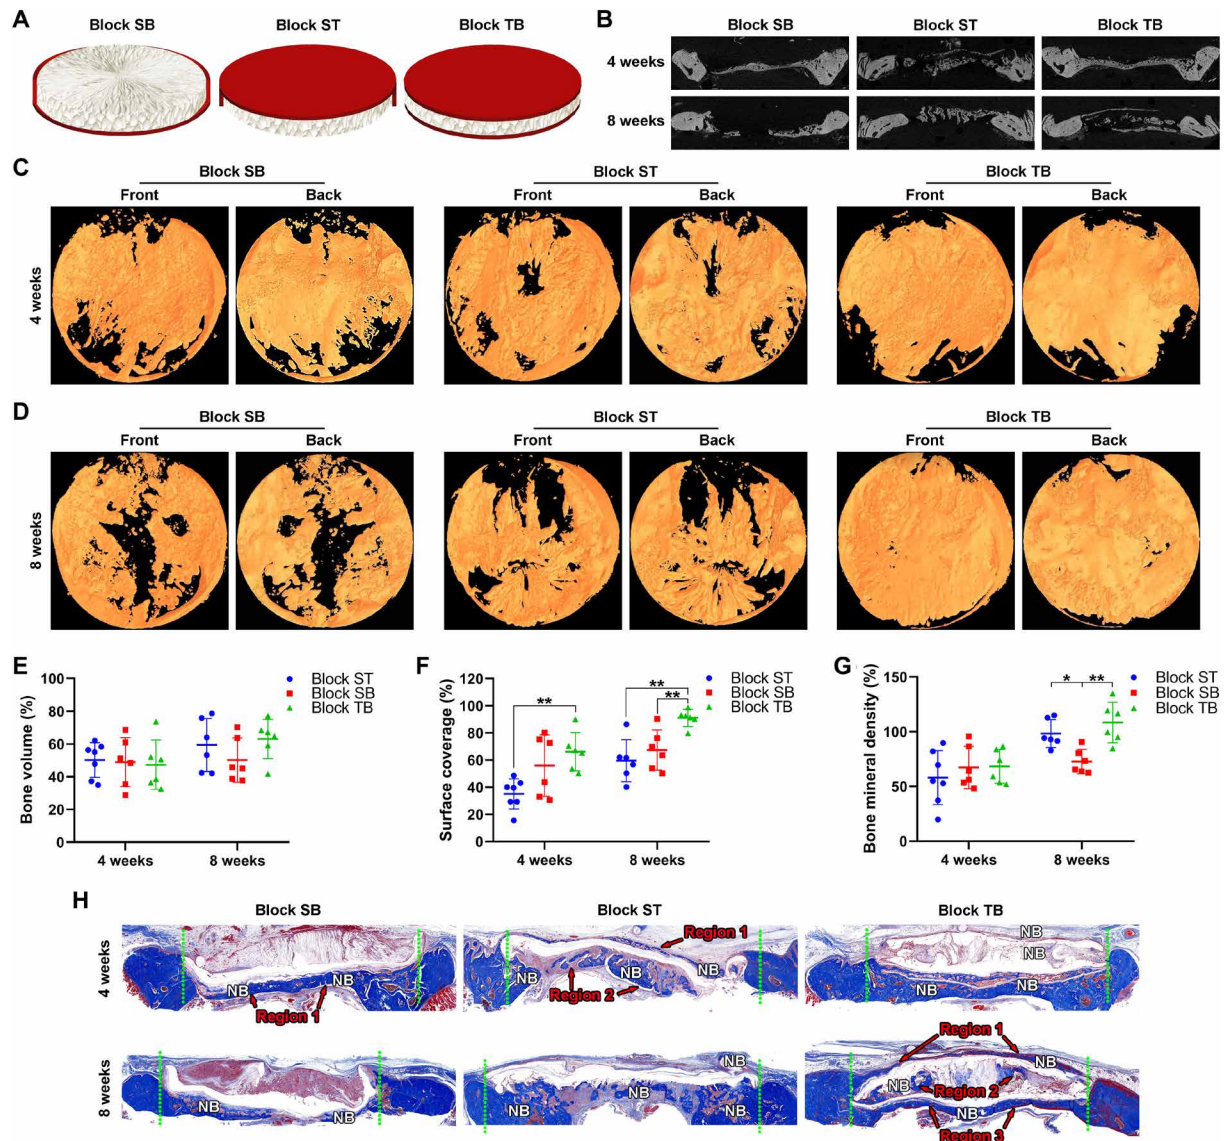 A
Block SB
Block ST
Block TB
B
Block SB
Block ST
Block TB
4 weeks
8 weeks
C
Block SB
Block ST
Block TB
Front
Back
Front
Back
Front
Back
4 weeks
D
Block SB
Block ST
Block TB
Front
Back
Front
Back
Front
Back
8 weeks
E
Bone volume (%)
100
80
60
40
20
0
4 weeks
8 weeks
Block ST
Block SB
Block TB
F
Surface coverage (%)
120
100
80
60
40
20
0
**
**
**
4 weeks
8 weeks
Block ST
Block SB
Block TB
G
Bone mineral density (%)
150
100
50
0
*
**
4 weeks
8 weeks
Block ST
Block SB
Block TB
H
Block SB
Block ST
Block TB
4 weeks
NB
NB
Region 1
Region 1
NB
NB
NB
Region 2
NB
NB
NB
NB
8 weeks
NB
NB
NB
NB
NB
NB
Region 1
NB
NB
Region 2
NB
Region 3